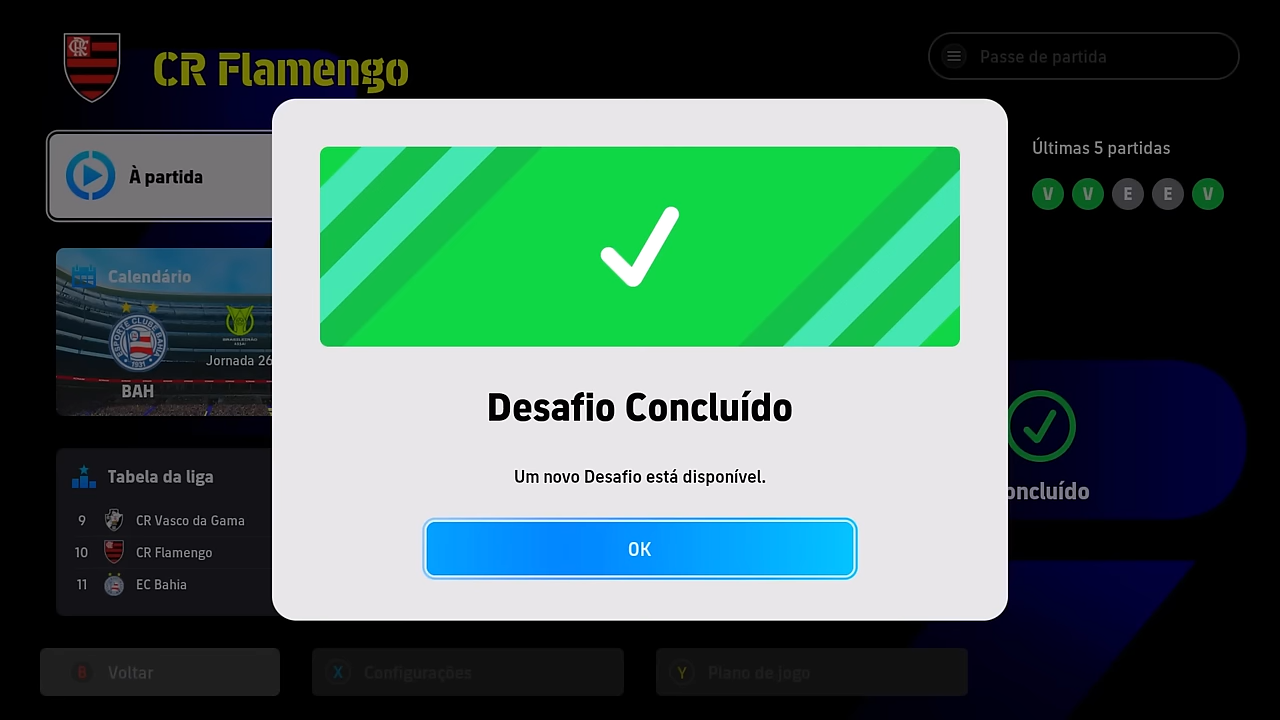 CR Flamengo
Passe de partida
À partida
Últimas 5 partidas
V V E E V
Calendário
Jornada 26
BAH
Desafio Concluído
Um novo Desafio está disponível.
OK
oncluído
Tabela da liga
9 CR Vasco da Gama
10 CR Flamengo
11 EC Bahia
B Voltar
X Configurações
Y Plano de jogo